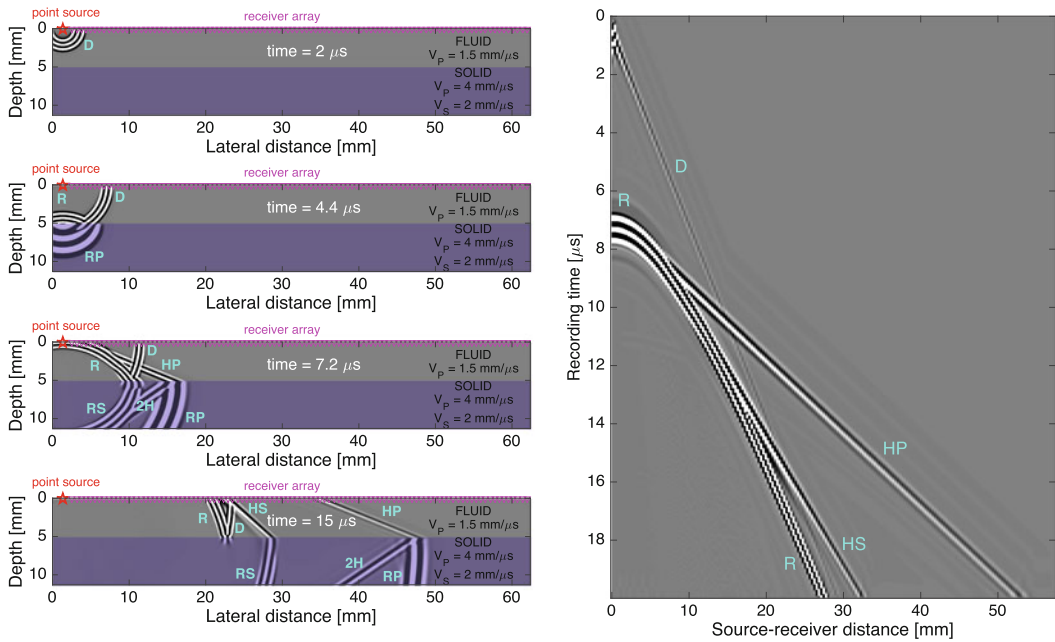 point source
receiver array
0
5
10
Depth [mm]
D
time = 2 μs
FLUID
V_P = 1.5 mm/μs
SOLID
V_P = 4 mm/μs
V_S = 2 mm/μs
0 10 20 30 40 50 60
Lateral distance [mm]
point source
receiver array
0
5
10
Depth [mm]
R
D
RP
time = 4.4 μs
FLUID
V_P = 1.5 mm/μs
SOLID
V_P = 4 mm/μs
V_S = 2 mm/μs
0 10 20 30 40 50 60
Lateral distance [mm]
point source
receiver array
0
5
10
Depth [mm]
R
D
HP
RS
2H
RP
time = 7.2 μs
FLUID
V_P = 1.5 mm/μs
SOLID
V_P = 4 mm/μs
V_S = 2 mm/μs
0 10 20 30 40 50 60
Lateral distance [mm]
point source
receiver array
0
5
10
Depth [mm]
R
D
HS
HP
RS
2H
RP
time = 15 μs
FLUID
V_P = 1.5 mm/μs
SOLID
V_P = 4 mm/μs
V_S = 2 mm/μs
0 10 20 30 40 50 60
Lateral distance [mm]
0
2
4
6
8
10
12
14
16
18
Recording time [μs]
D
R
HP
HS
R
0 10 20 30 40 50
Source-receiver distance [mm]